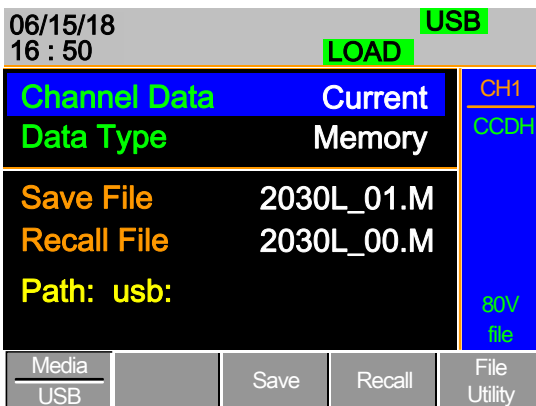 06/15/18 USB
16 : 50 LOAD
Channel Data Current
Data Type Memory
Save File 2030L_01.M
Recall File 2030L_00.M
Path: usb:
CH1
CCDH
80V
file
Media
USB
Save
Recall
File
Utility